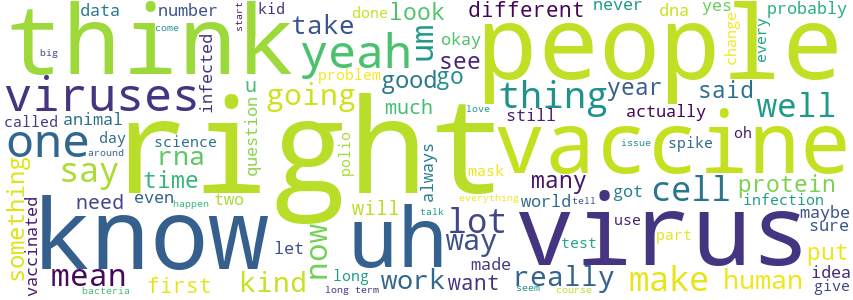 think
people
right
vaccine
know
uh
virus
viruses
yeah
one
thing
cell
um
lot
way
well
going
say
really
make
kind
mean
human
now
good
go
take
look
see
different
said
year
many
protein
rna
time
work
want
first
something
put
will
need
data
number
kid
done
okay
never
dna
yes
probably
change
every
start
big
come
infected
problem
much
still
actually
called
animal
day
around
science
question
u
polio
love
issue
spike
oh
even
two
happen
always
mask
everything
talk
world
tell
got
infection
maybe
sure
use
part
test
idea
give
vaccinated
bacteria
let
long
long term
made
seem
course